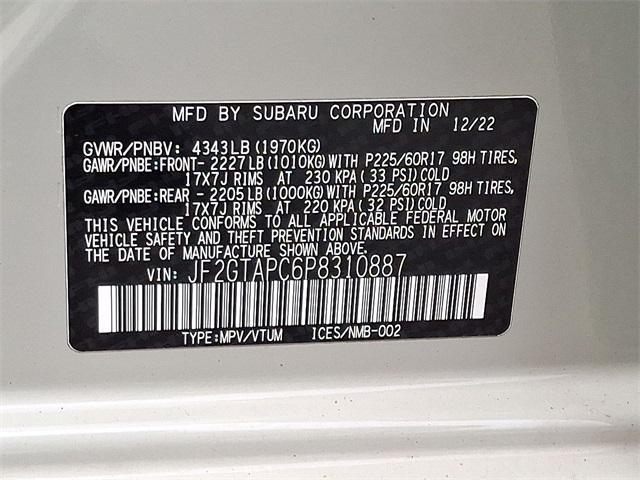 MFD BY SUBARU CORPORATION
MFD IN 12/22
GVWR/PNBV: 4343LB(1970KG)
GAWR/PNBE:FRONT- 2227LB(1010KG)WITH P225/60R17 98H TIRES,
17X7J RIMS AT 230 KPA(33 PSI)COLD
GAWR/PNBE:REAR - 2205LB(1000KG)WITH P225/60R17 98H TIRES,
17X7J RIMS AT 220 KPA(32 PSI)COLD
THIS VEHICLE CONFORMS TO ALL APPLICABLE FEDERAL MOTOR
VEHICLE SAFETY AND THEFT PREVENTION STANDARDS IN EFFECT ON
THE DATE OF MANUFACTURE SHOWN ABOVE.
VIN: JF2GTAPC6P8310887
TYPE:MPV/VTUM ICES/NMB-002